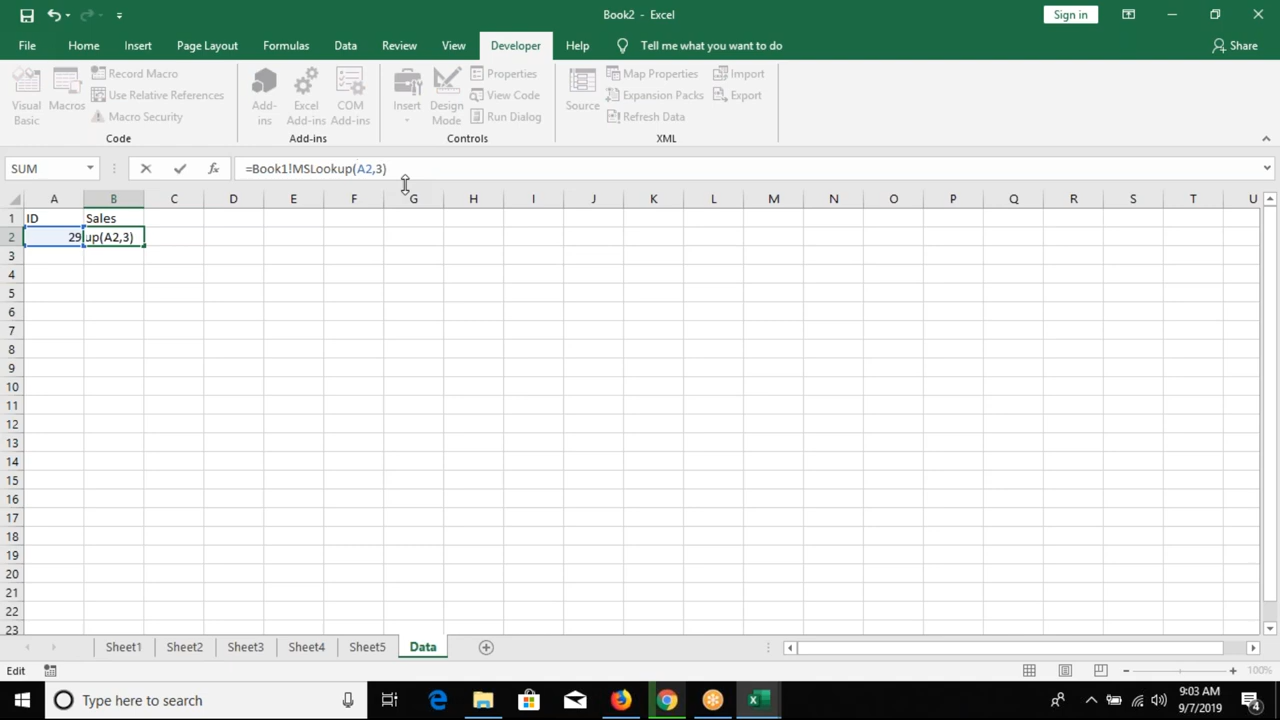 Book2 - Excel
Sign in
File Home Insert Page Layout Formulas Data Review View Developer Help Tell me what you want to do Share
Visual Basic
Macros
Record Macro
Use Relative References
Macro Security
Code
Add-ins
Excel Add-ins
COM Add-ins
Add-ins
Insert
Design Mode
Properties
View Code
Run Dialog
Controls
Source
Map Properties
Expansion Packs
Refresh Data
Import
Export
XML
SUM
fx
=Book1!MSLookup(A2,3)
A B C D E F G H I J K L M N O P Q R S T U
1 ID Sales
2 29 up(A2,3)
3
4
5
6
7
8
9
10
11
12
13
14
15
16
17
18
19
20
21
22
23
Sheet1 Sheet2 Sheet3 Sheet4 Sheet5 Data
Edit
100%
Type here to search
9:03 AM
9/7/2019
4